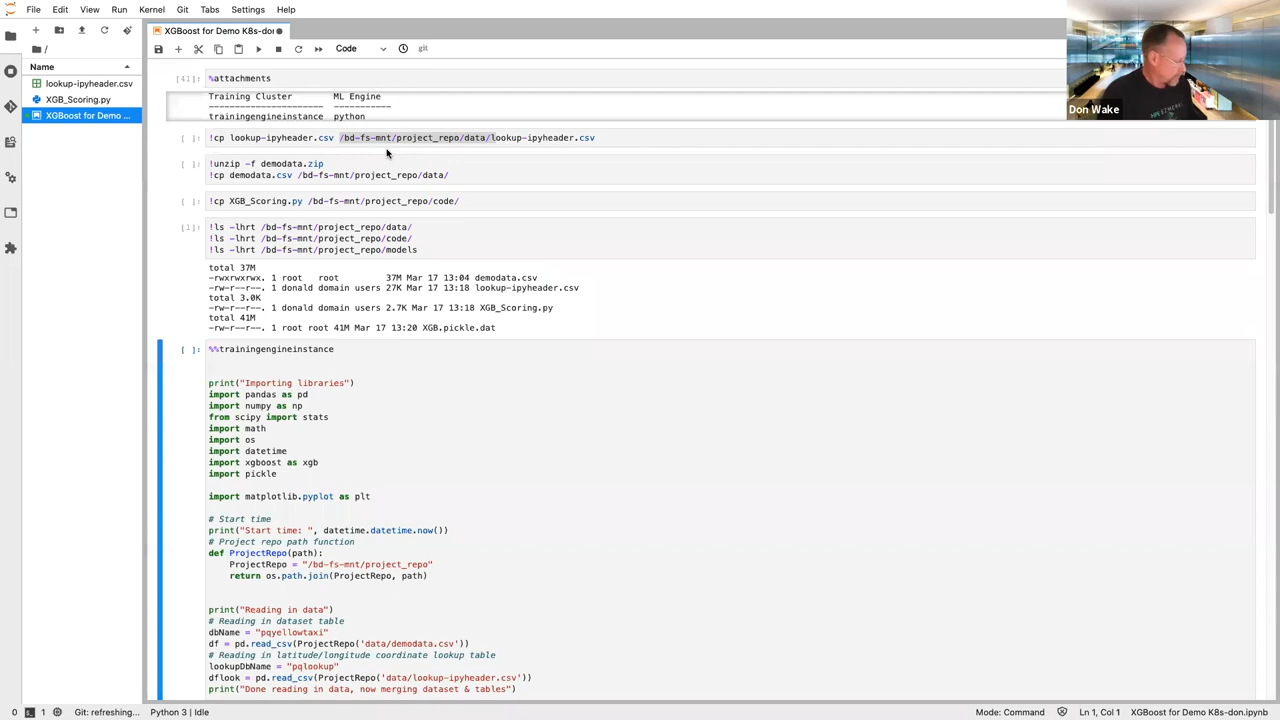 File Edit View Run Kernel Git Tabs Settings Help
XGBoost for Demo K8s-don
Code
git
/
Name
lookup-ipyheader.csv
XGB_Scoring.py
XGBoost for Demo ...
[41]: %attachments
Training Cluster ML Engine
----------------------- -----------
trainingengineinstance python
[ ]: !cp lookup-ipyheader.csv /bd-fs-mnt/project_repo/data/lookup-ipyheader.csv
[ ]: !unzip -f demodata.zip
!cp demodata.csv /bd-fs-mnt/project_repo/data/
[ ]: !cp XGB_Scoring.py /bd-fs-mnt/project_repo/code/
[1]: !ls -lhrt /bd-fs-mnt/project_repo/data/
!ls -lhrt /bd-fs-mnt/project_repo/code/
!ls -lhrt /bd-fs-mnt/project_repo/models
total 37M
-rwxrwxrwx. 1 root root 37M Mar 17 13:04 demodata.csv
-rw-r--r--. 1 donald domain users 27K Mar 17 13:18 lookup-ipyheader.csv
total 3.0K
-rw-r--r--. 1 donald domain users 2.7K Mar 17 13:18 XGB_Scoring.py
total 41M
-rw-r--r--. 1 root root 41M Mar 17 13:20 XGB.pickle.dat
[ ]: %%trainingengineinstance
print("Importing libraries")
import pandas as pd
import numpy as np
from scipy import stats
import math
import os
import datetime
import xgboost as xgb
import pickle
import matplotlib.pyplot as plt
# Start time
print("Start time: ", datetime.datetime.now())
# Project repo path function
def ProjectRepo(path):
ProjectRepo = "/bd-fs-mnt/project_repo"
return os.path.join(ProjectRepo, path)
print("Reading in data")
# Reading in dataset table
dbName = "pqyellowtaxi"
df = pd.read_csv(ProjectRepo('data/demodata.csv'))
# Reading in latitude/longitude coordinate lookup table
lookupDbName = "pqlookup"
dflook = pd.read_csv(ProjectRepo('data/lookup-ipyheader.csv'))
print("Done reading in data, now merging dataset & tables")
Don Wake
0 1 Git: refreshing... Python 3 | Idle Mode: Command Ln 1, Col 1 XGBoost for Demo K8s-don.ipynb